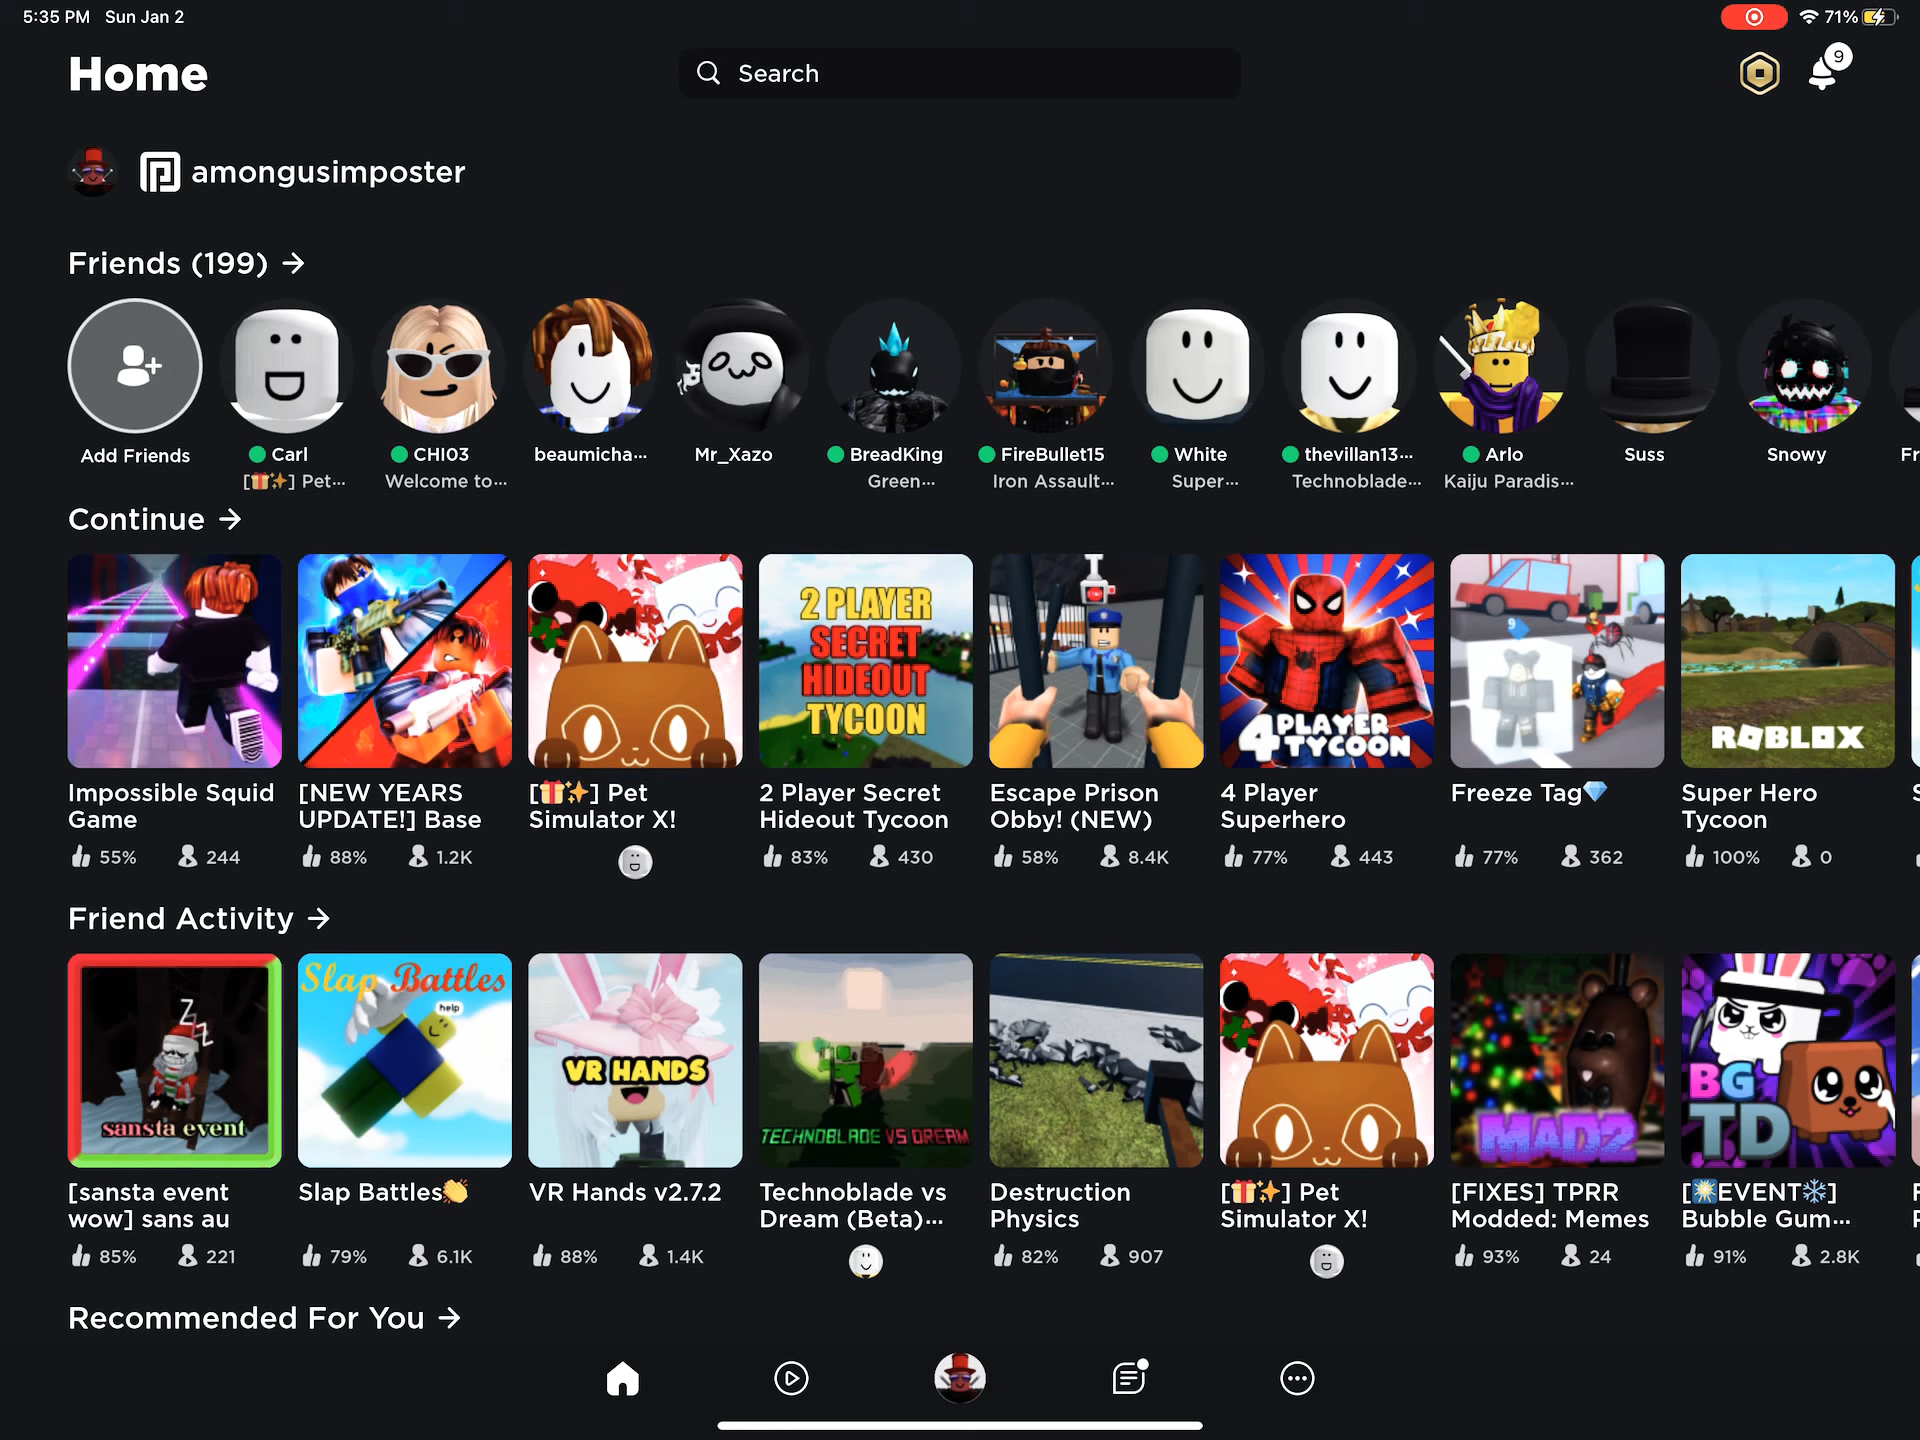 5:35 PM Sun Jan 2
71%
Home
Search
9
amongusimposter
Friends (199) →
Add Friends
Carl
[🎁✨] Pet...
CHI03
Welcome to...
beaumicha...
Mr_Xazo
BreadKing
Green...
FireBullet15
Iron Assault...
White
Super...
thevillan13...
Technoblade...
Arlo
Kaiju Paradis...
Suss
Snowy
Fr
Continue →
2 PLAYER
SECRET
HIDEOUT
TYCOON
4 PLAYER
TYCOON
9
ROBLOX
Impossible Squid
Game
55% 244
[NEW YEARS
UPDATE!] Base
88% 1.2K
[🎁✨] Pet
Simulator X!
2 Player Secret
Hideout Tycoon
83% 430
Escape Prison
Obby! (NEW)
58% 8.4K
4 Player
Superhero
77% 443
Freeze Tag💎
77% 362
Super Hero
Tycoon
100% 0
Friend Activity →
Z
Z
sansta event
Slap Battles
help
VR HANDS
TECHNOBLADE VS DREAM
MAD2
BG
TD
[sansta event
wow] sans au
85% 221
Slap Battles👏
79% 6.1K
VR Hands v2.7.2
88% 1.4K
Technoblade vs
Dream (Beta)...
Destruction
Physics
82% 907
[🎁✨] Pet
Simulator X!
[FIXES] TPRR
Modded: Memes
93% 24
[🎆EVENT❄️]
Bubble Gum...
91% 2.8K
Recommended For You →